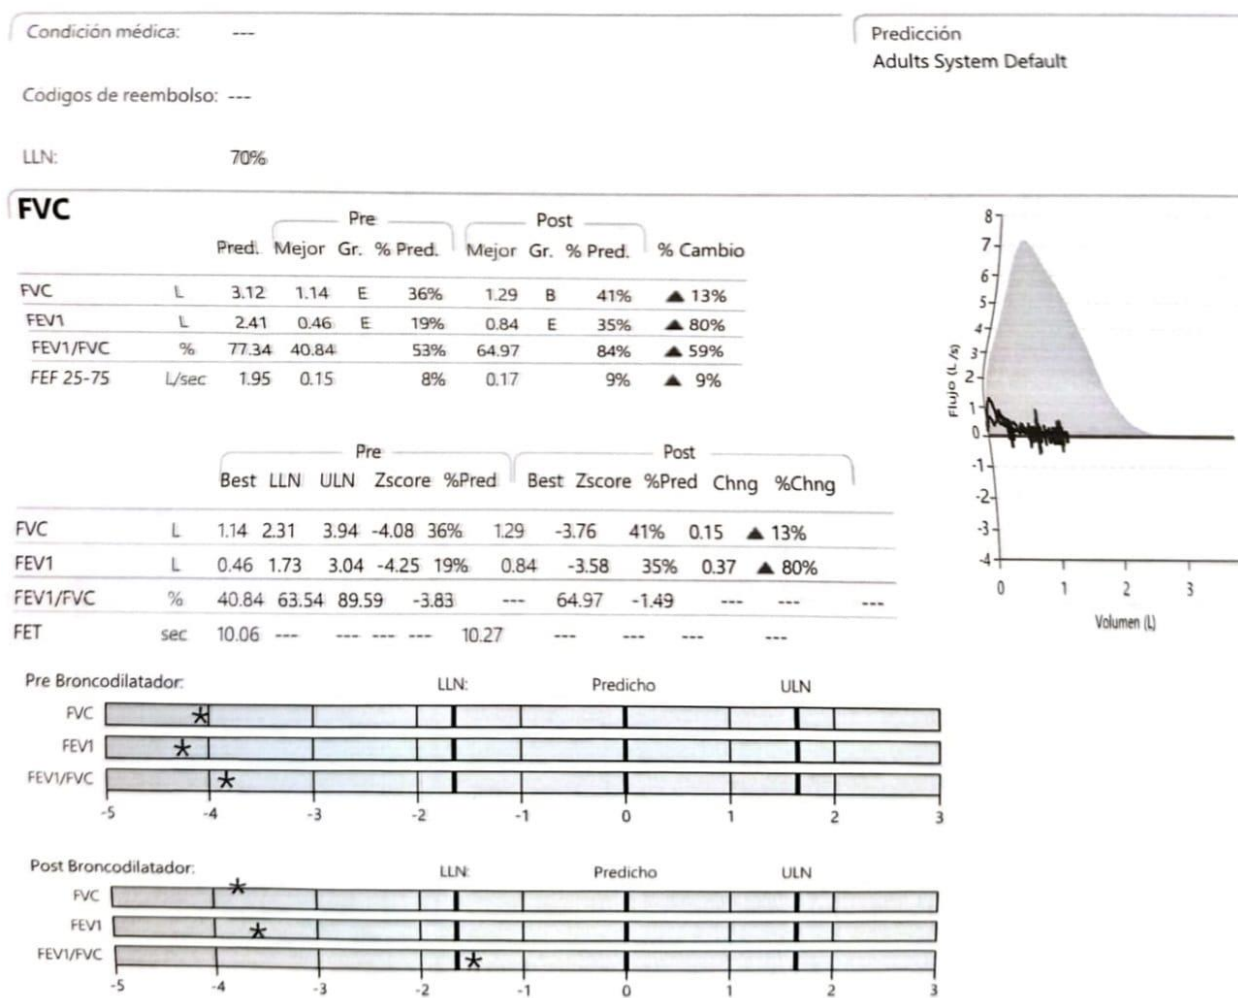 Condición médica: ---
Predicción
Adults System Default
Códigos de reembolso: ---
LLN: 70%
FVC
Pre Post
Pred. Mejor Gr. % Pred. Mejor Gr. % Pred. % Cambio
FVC L 3.12 1.14 E 36% 1.29 B 41% ▲ 13%
FEV1 L 2.41 0.46 E 19% 0.84 E 35% ▲ 80%
FEV1/FVC % 77.34 40.84 53% 64.97 84% ▲ 59%
FEF 25-75 L/sec 1.95 0.15 8% 0.17 9% ▲ 9%
8
7
6
5
4
3
2
1
0
-1
-2
-3
-4
Flujo (L/s)
0 1 2 3
Volumen (L)
Pre Post
Best LLN ULN Zscore %Pred Best Zscore %Pred Chng %Chng
FVC L 1.14 2.31 3.94 -4.08 36% 1.29 -3.76 41% 0.15 ▲ 13%
FEV1 L 0.46 1.73 3.04 -4.25 19% 0.84 -3.58 35% 0.37 ▲ 80%
FEV1/FVC % 40.84 63.54 89.59 -3.83 --- 64.97 -1.49 --- --- ---
FET sec 10.06 --- --- --- --- 10.27 --- --- --- ---
Pre Broncodilatador: LLN: Predicho ULN
FVC
FEV1
FEV1/FVC
-5 -4 -3 -2 -1 0 1 2 3
Post Broncodilatador: LLN: Predicho ULN
FVC
FEV1
FEV1/FVC
-5 -4 -3 -2 -1 0 1 2 3